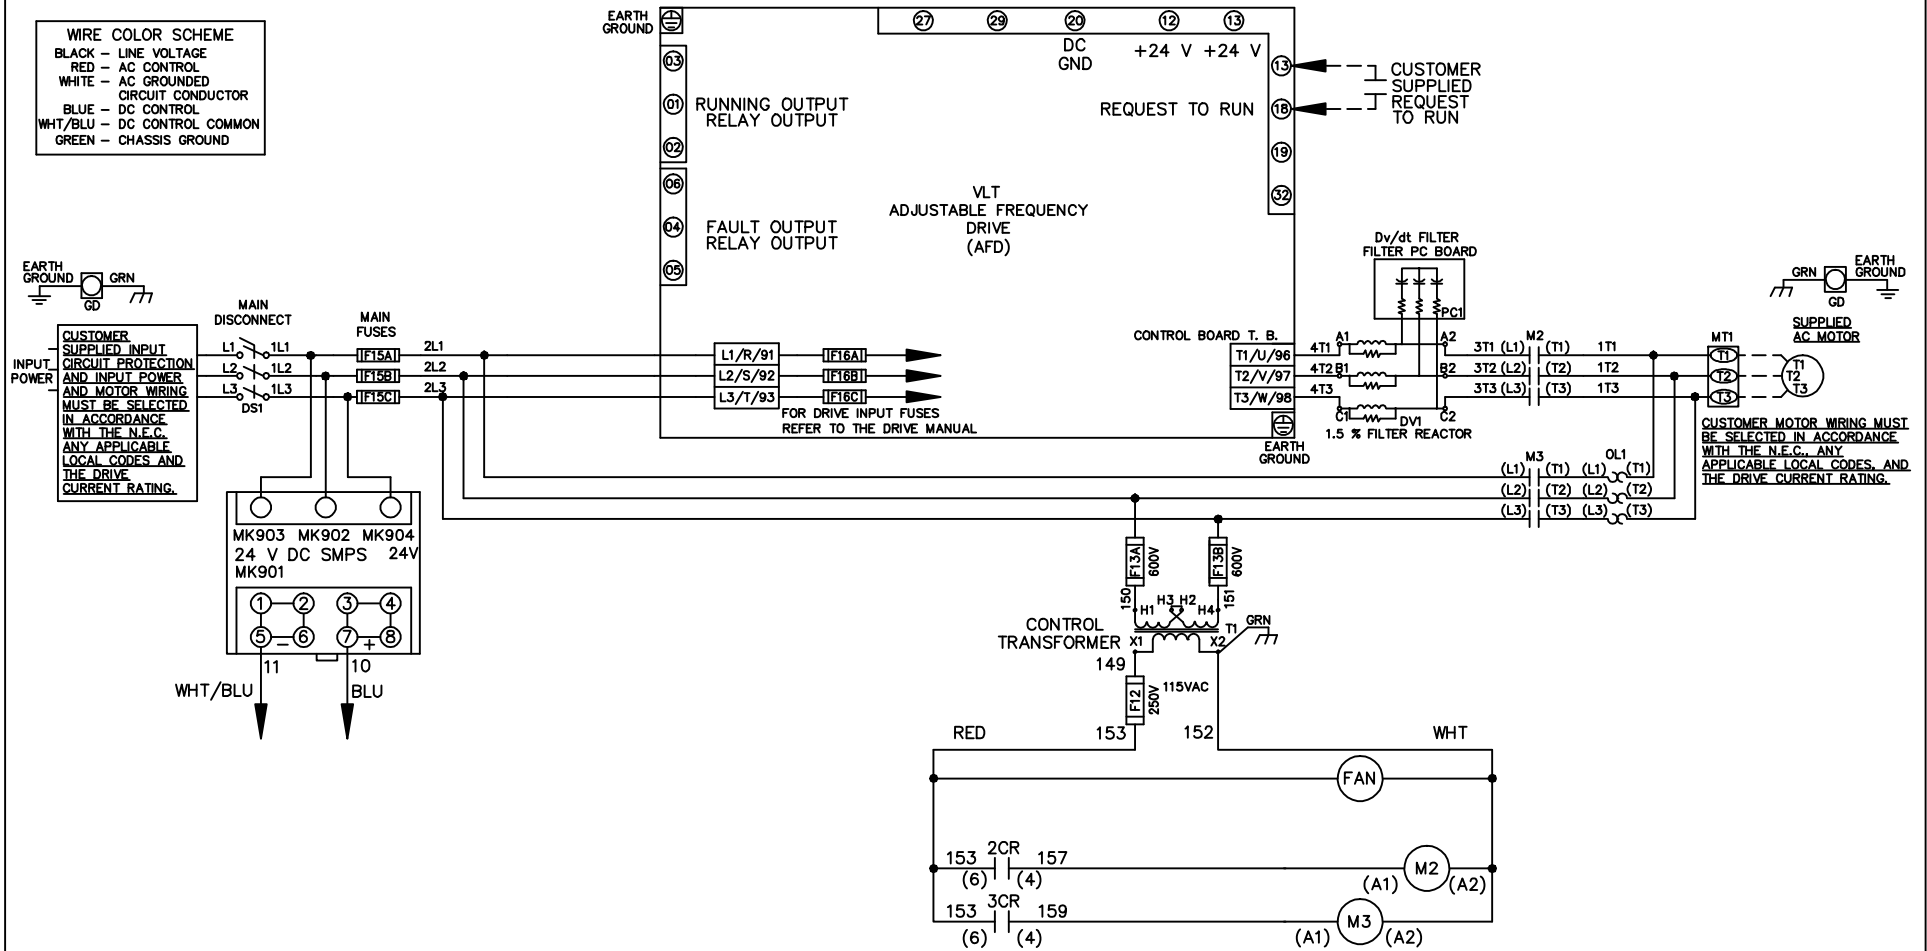 WIRE COLOR SCHEME
BLACK – LINE VOLTAGE
RED – AC CONTROL
WHITE – AC GROUNDED
CIRCUIT CONDUCTOR
BLUE – DC CONTROL
WHT/BLU – DC CONTROL COMMON
GREEN – CHASSIS GROUND
EARTH
GROUND
27 29 20 12 13
DC
GND
+24 V +24 V
03
01
02
RUNNING OUTPUT
RELAY OUTPUT
06
04
05
FAULT OUTPUT
RELAY OUTPUT
13
18
19
32
REQUEST TO RUN
CUSTOMER
SUPPLIED
REQUEST
TO RUN
VLT
ADJUSTABLE FREQUENCY
DRIVE
(AFD)
EARTH
GROUND
GRN
GD
INPUT
POWER
CUSTOMER
SUPPLIED INPUT
CIRCUIT PROTECTION
AND INPUT POWER
AND MOTOR WIRING
MUST BE SELECTED
IN ACCORDANCE
WITH THE N.E.C.
ANY APPLICABLE
LOCAL CODES AND
THE DRIVE
CURRENT RATING.
MAIN
DISCONNECT
L1 1L1
L2 1L2
L3 1L3
DS1
MAIN
FUSES
F15A 2L1
F15B 2L2
F15C 2L3
L1/R/91 F16A
L2/S/92 F16B
L3/T/93 F16C
FOR DRIVE INPUT FUSES
REFER TO THE DRIVE MANUAL
CONTROL BOARD T. B.
T1/U/96 4T1
T2/V/97 4T2
T3/W/98 4T3
EARTH
GROUND
Dv/dt FILTER
FILTER PC BOARD
PC1
A1 A2
B1 B2
C1 C2
DV1
1.5 % FILTER REACTOR
M2
3T1 (L1) (T1) 1T1
3T2 (L2) (T2) 1T2
3T3 (L3) (T3) 1T3
MT1
T1
T2
T3
T1
T2
T3
GRN
GD
EARTH
GROUND
SUPPLIED
AC MOTOR
CUSTOMER MOTOR WIRING MUST
BE SELECTED IN ACCORDANCE
WITH THE N.E.C., ANY
APPLICABLE LOCAL CODES, AND
THE DRIVE CURRENT RATING.
M3 OL1
(L1) (T1) (L1) (T1)
(L2) (T2) (L2) (T2)
(L3) (T3) (L3) (T3)
MK903 MK902 MK904
24 V DC SMPS 24V
MK901
1 2 3 4
5 – 6 7 + 8
11 10
WHT/BLU BLU
F13A 600V
F13B 600V
150 151
H1 H3 H2 H4
CONTROL
TRANSFORMER
X1 X2 T1
GRN
149
F12 250V
115VAC
153 152
RED WHT
FAN
153 2CR 157
(6) (4)
M2
(A1) (A2)
153 3CR 159
(6) (4)
M3
(A1) (A2)